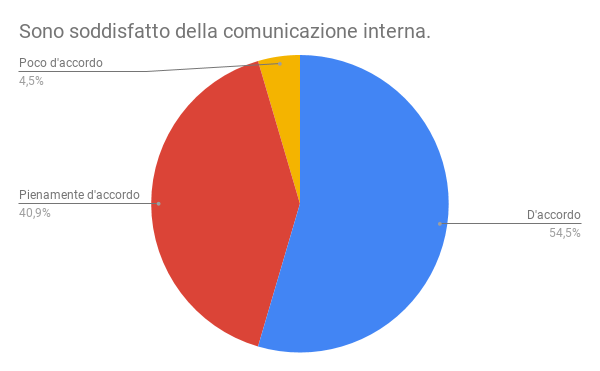 Sono soddisfatto della comunicazione interna.
Poco d'accordo
4,5%
Pienamente d'accordo
40,9%
D'accordo
54,5%